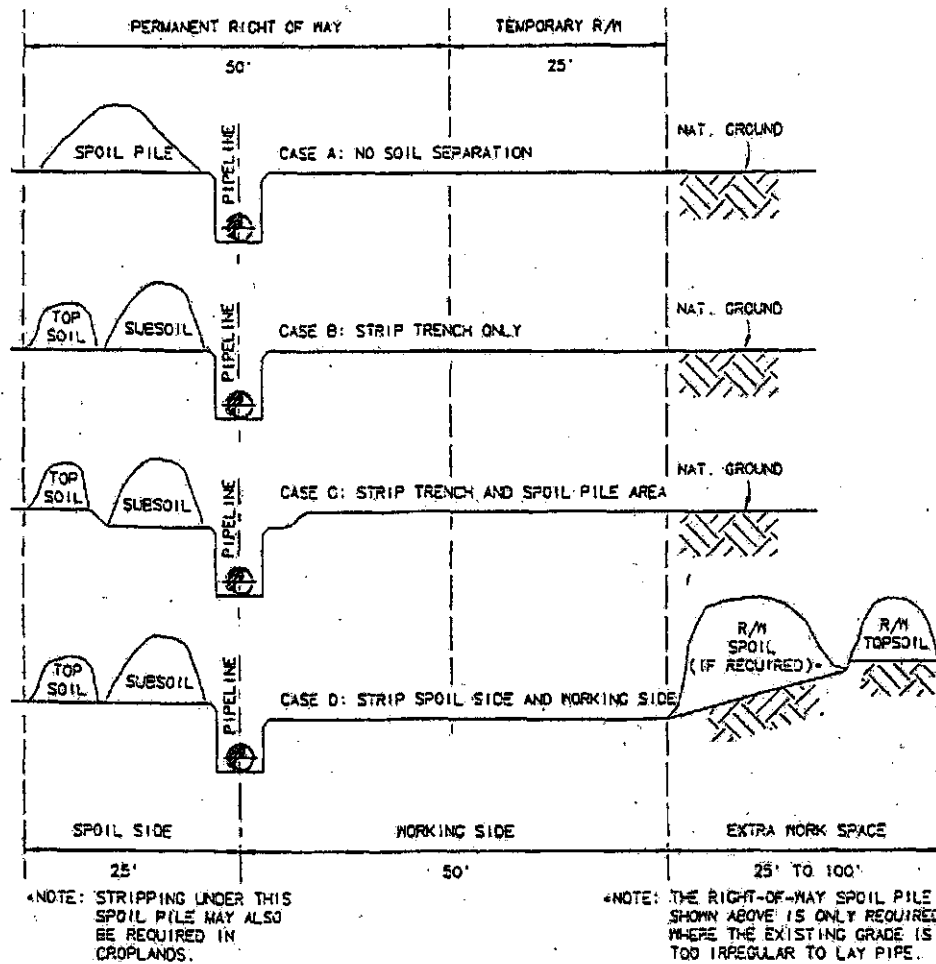 PERMANENT RIGHT OF WAY
TEMPORARY R/W
50'
25'
SPOIL PILE
PIPELINE
CASE A: NO SOIL SEPARATION
NAT. GROUND
TOP
SOIL
SUBSOIL
PIPELINE
CASE B: STRIP TRENCH ONLY
NAT. GROUND
TOP
SOIL
SUBSOIL
PIPELINE
CASE C: STRIP TRENCH AND SPOIL PILE AREA
NAT. GROUND
TOP
SOIL
SUBSOIL
PIPELINE
CASE D: STRIP SPOIL SIDE AND WORKING SIDE
R/W
SPOIL
(IF REQUIRED)*
R/W
TOPSOIL
SPOIL SIDE
WORKING SIDE
EXTRA WORK SPACE
25'
50'
25' TO 100'
*NOTE: STRIPPING UNDER THIS
SPOIL PILE MAY ALSO
BE REQUIRED IN
CROPLANDS.
*NOTE: THE RIGHT-OF-WAY SPOIL PILE
SHOWN ABOVE IS ONLY REQUIRED
WHERE THE EXISTING GRADE IS
TOO IRREGULAR TO LAY PIPE.